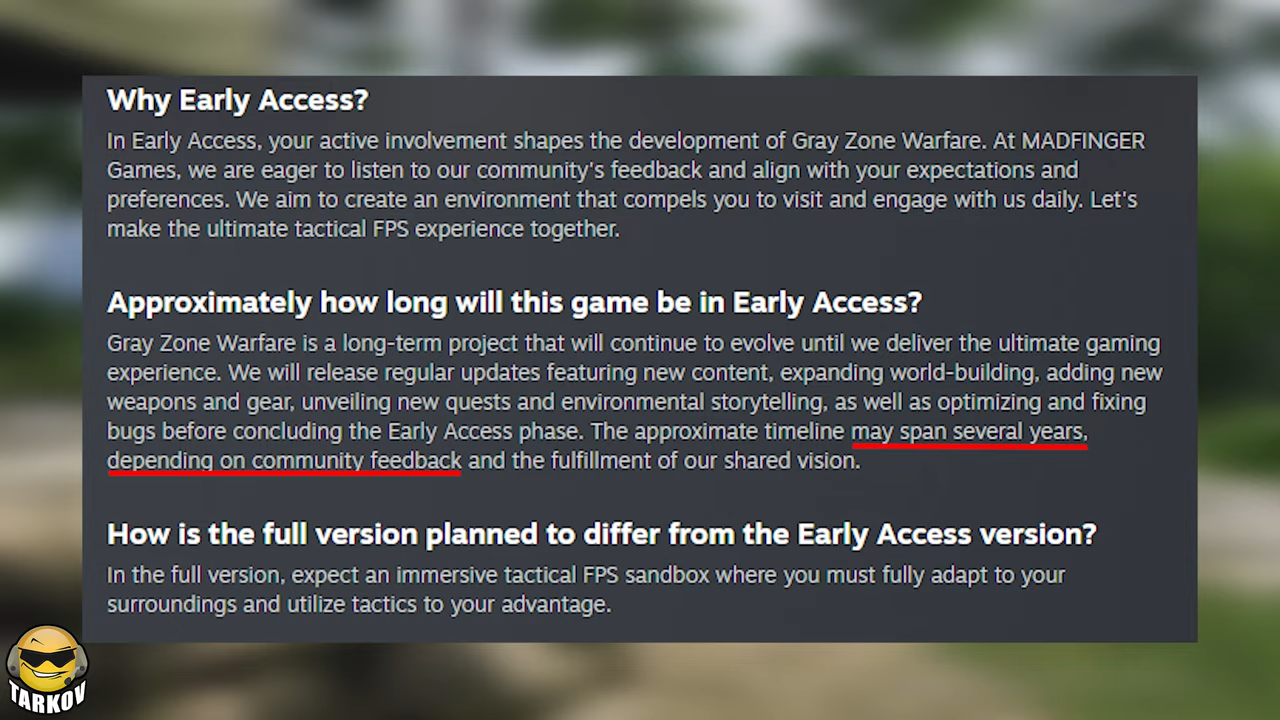 Why Early Access?
In Early Access, your active involvement shapes the development of Gray Zone Warfare. At MADFINGER
Games, we are eager to listen to our community's feedback and align with your expectations and
preferences. We aim to create an environment that compels you to visit and engage with us daily. Let's
make the ultimate tactical FPS experience together.
Approximately how long will this game be in Early Access?
Gray Zone Warfare is a long-term project that will continue to evolve until we deliver the ultimate gaming
experience. We will release regular updates featuring new content, expanding world-building, adding new
weapons and gear, unveiling new quests and environmental storytelling, as well as optimizing and fixing
bugs before concluding the Early Access phase. The approximate timeline may span several years,
depending on community feedback and the fulfillment of our shared vision.
How is the full version planned to differ from the Early Access version?
In the full version, expect an immersive tactical FPS sandbox where you must fully adapt to your
surroundings and utilize tactics to your advantage.
TARKOV